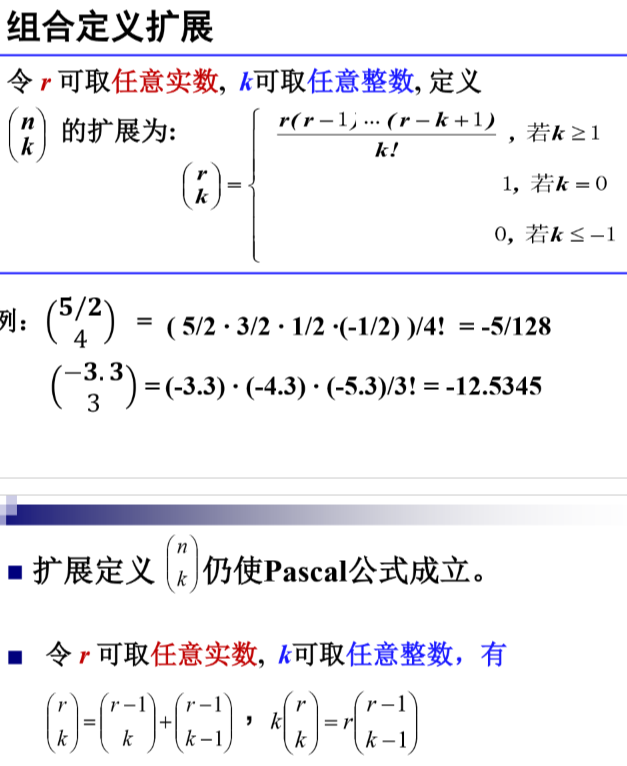 组合定义扩展
令 r 可取任意实数, k可取任意整数, 定义
(n k) 的扩展为:
(r k) = { r(r－1)⋯(r－k＋1) / k! , 若k ≥ 1
1, 若k = 0
0, 若k ≤ －1
列: (5/2 4) = ( 5/2 · 3/2 · 1/2 ·(-1/2) )/4! = -5/128
(−3.3 3) = (-3.3) · (-4.3) · (-5.3)/3! = -12.5345
■ 扩展定义 (n k) 仍使Pascal公式成立。
■ 令 r 可取任意实数, k可取任意整数，有
(r k) = (r－1 k) + (r－1 k－1) ， k(r k) = r(r－1 k－1)